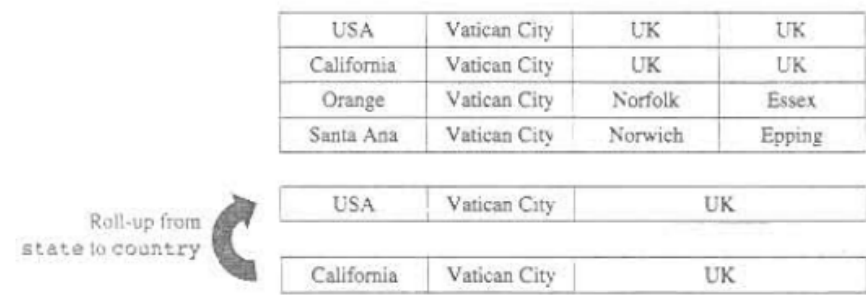 USA Vatican City UK UK
California Vatican City UK UK
Orange Vatican City Norfolk Essex
Santa Ana Vatican City Norwich Epping
USA Vatican City UK
Roll-up from
state to country
California Vatican City UK